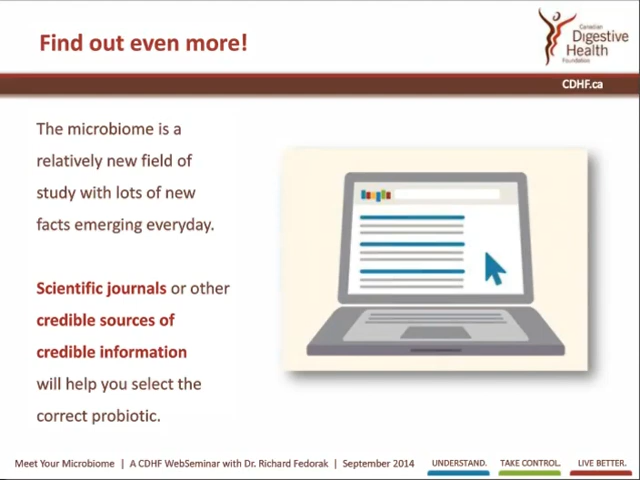 Find out even more!
Canadian
Digestive
Health
Foundation
CDHF.ca
The microbiome is a
relatively new field of
study with lots of new
facts emerging everyday.
Scientific journals or other
credible sources of
credible information
will help you select the
correct probiotic.
Meet Your Microbiome | A CDHF WebSeminar with Dr. Richard Fedorak | September 2014
UNDERSTAND. TAKE CONTROL. LIVE BETTER.